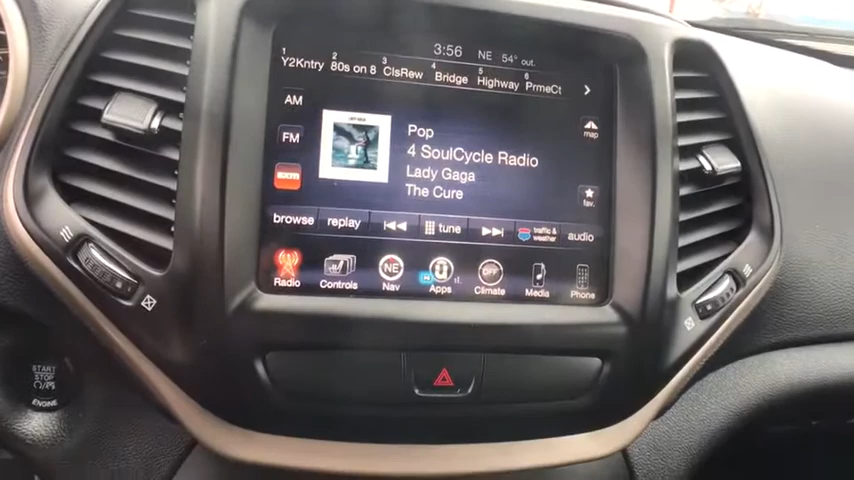 3:56 NE 54° out.
1 2 3 4 5 6
Y2Kntry 80s on 8 ClsRew Bridge Highway PrmeCt
AM
FM
sxm
Pop
4 SoulCycle Radio
Lady Gaga
The Cure
map
fav.
browse replay tune traffic & weather audio
NE OFF
Radio Controls Nav Apps Climate Media Phone
START
STOP
ENGINE